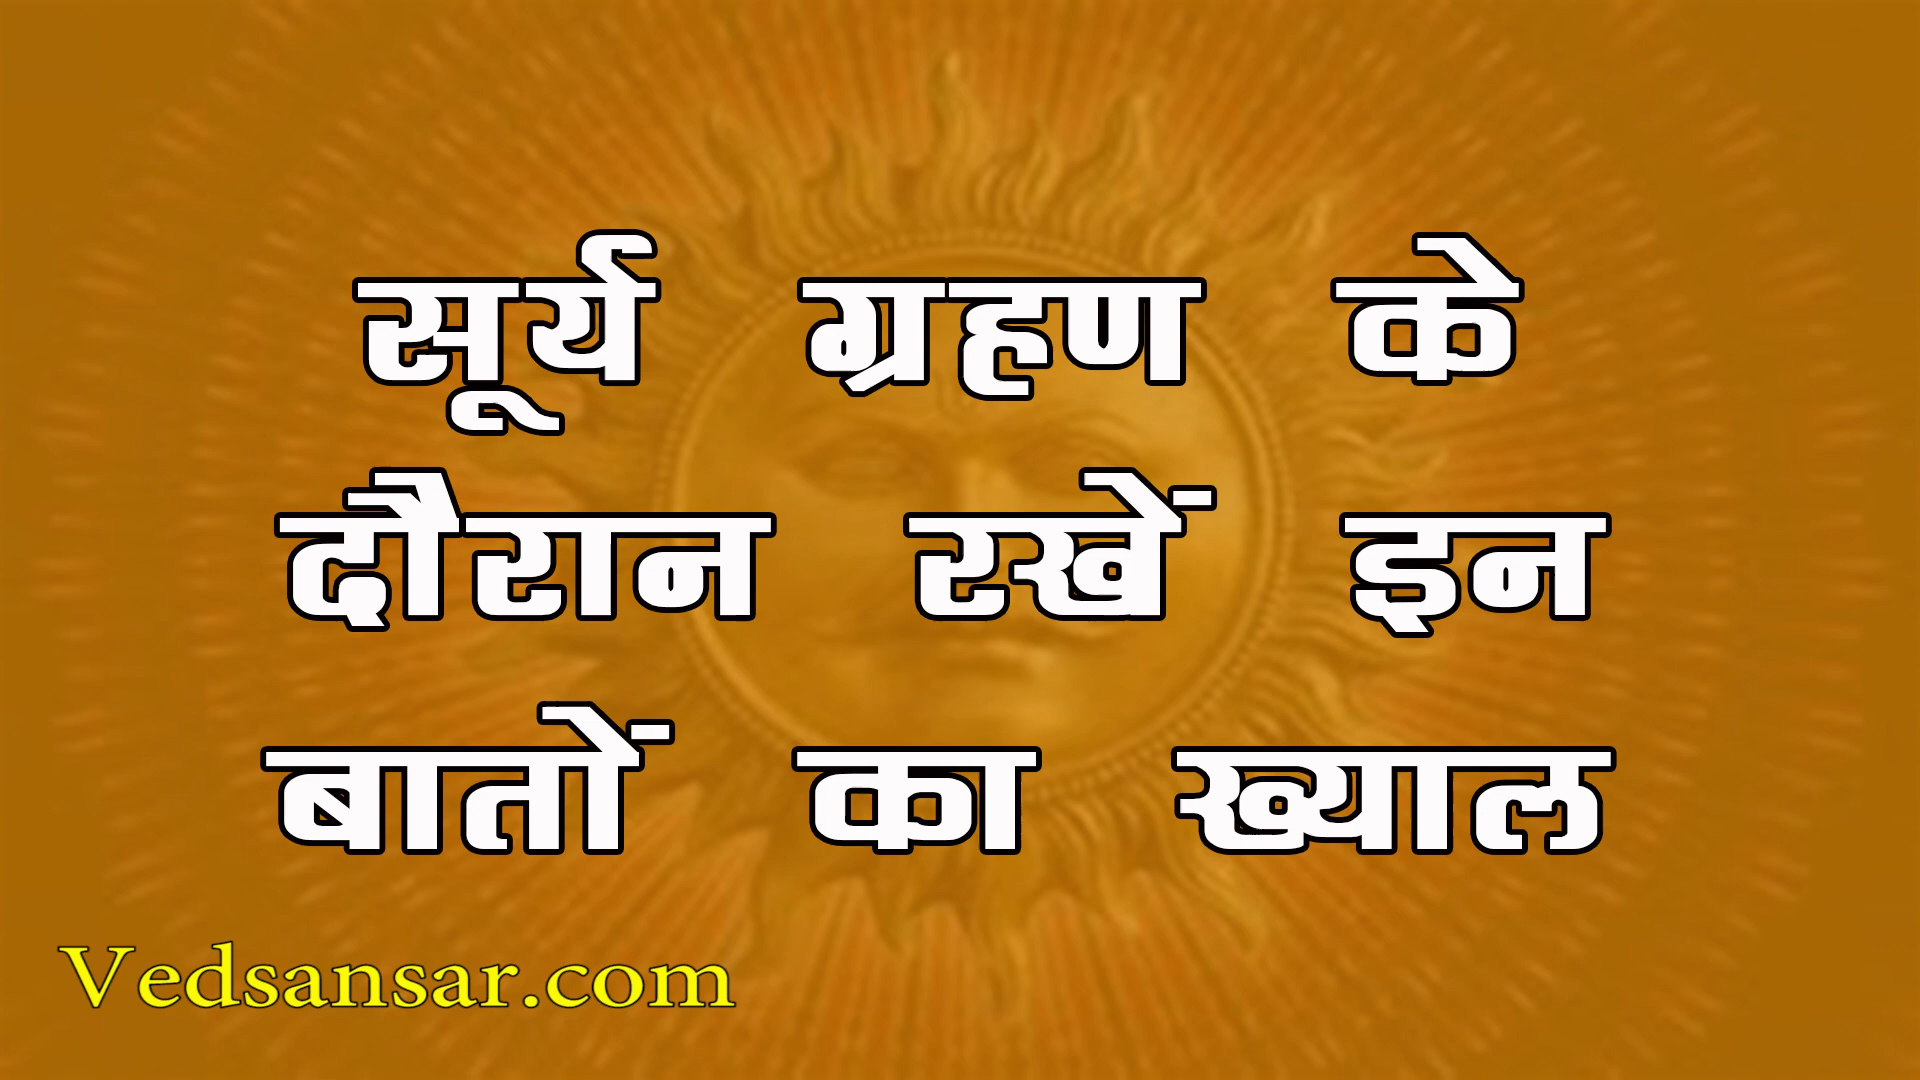 सूर्य ग्रहण के
दौरान रखें इन
बातों का ख्याल
Vedsansar.com